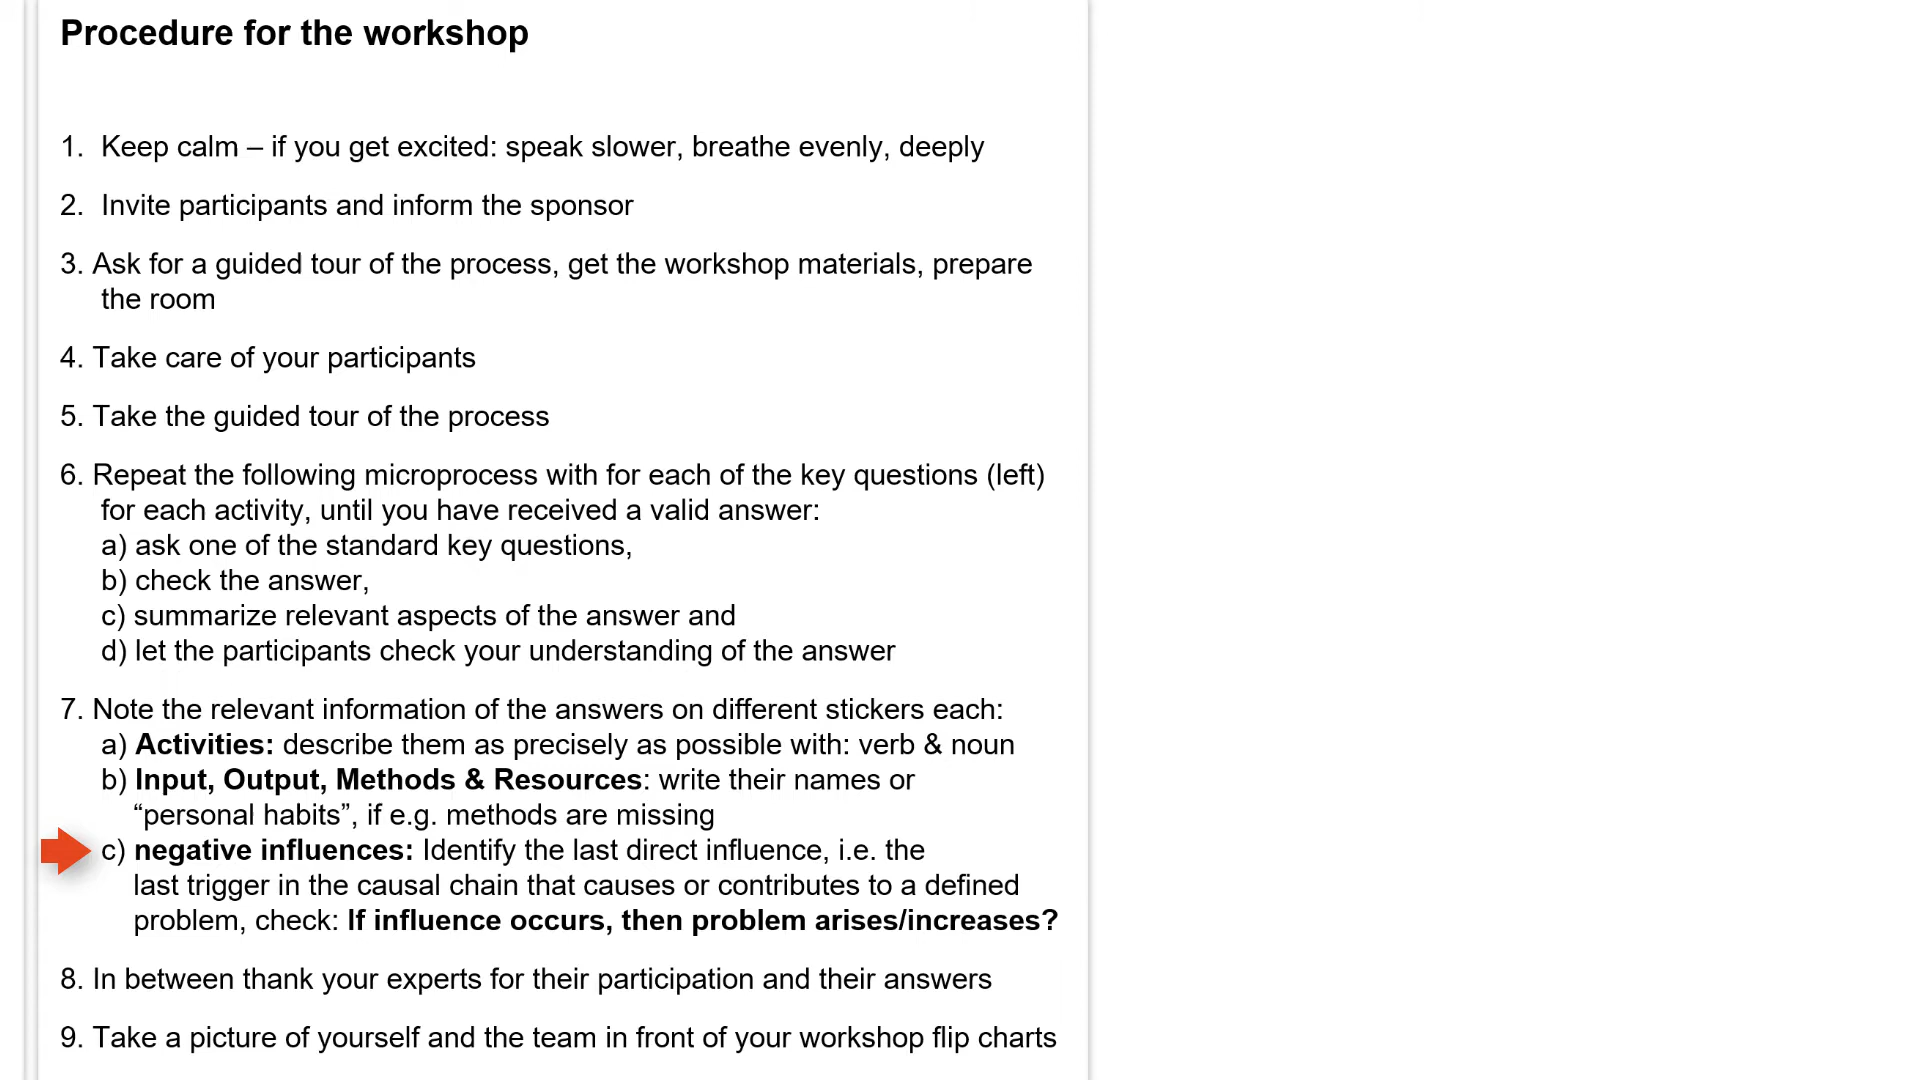 Procedure for the workshop
1. Keep calm – if you get excited: speak slower, breathe evenly, deeply
2. Invite participants and inform the sponsor
3. Ask for a guided tour of the process, get the workshop materials, prepare
the room
4. Take care of your participants
5. Take the guided tour of the process
6. Repeat the following microprocess with for each of the key questions (left)
for each activity, until you have received a valid answer:
a) ask one of the standard key questions,
b) check the answer,
c) summarize relevant aspects of the answer and
d) let the participants check your understanding of the answer
7. Note the relevant information of the answers on different stickers each:
a) Activities: describe them as precisely as possible with: verb & noun
b) Input, Output, Methods & Resources: write their names or
“personal habits”, if e.g. methods are missing
c) negative influences: Identify the last direct influence, i.e. the
last trigger in the causal chain that causes or contributes to a defined
problem, check: If influence occurs, then problem arises/increases?
8. In between thank your experts for their participation and their answers
9. Take a picture of yourself and the team in front of your workshop flip charts